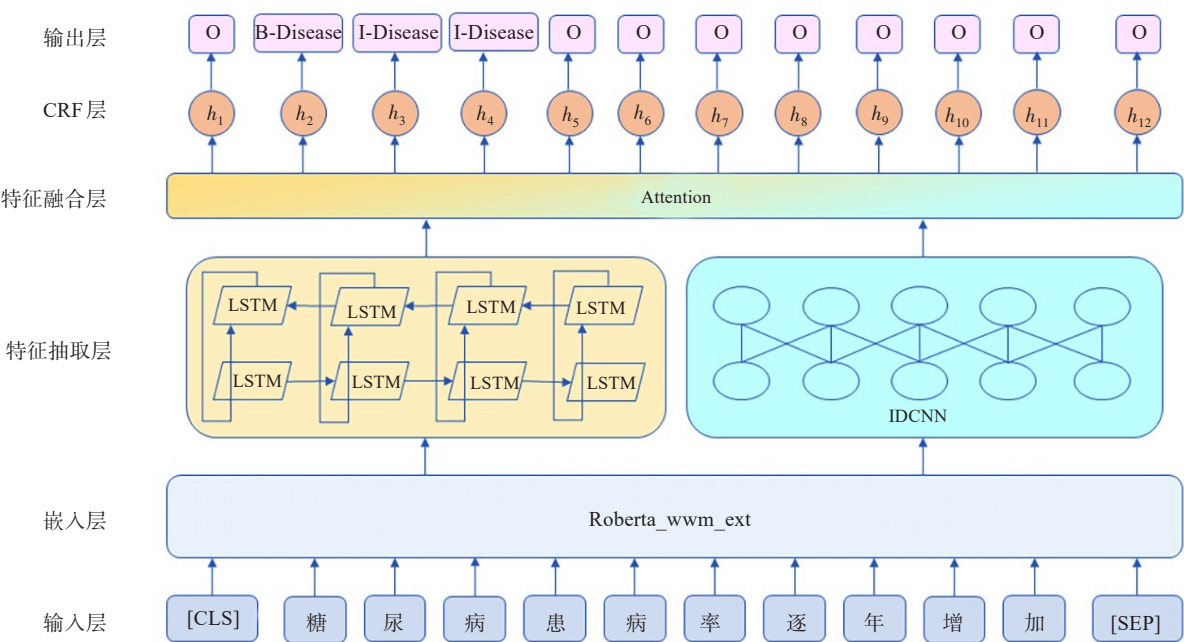 输出层 O B-Disease I-Disease I-Disease O O O O O O O O
CRF层 h1 h2 h3 h4 h5 h6 h7 h8 h9 h10 h11 h12
特征融合层 Attention
LSTM LSTM LSTM LSTM
特征抽取层
LSTM LSTM LSTM LSTM
IDCNN
嵌入层 Roberta_wwm_ext
输入层 [CLS] 糖 尿 病 患 病 率 逐 年 增 加 [SEP]